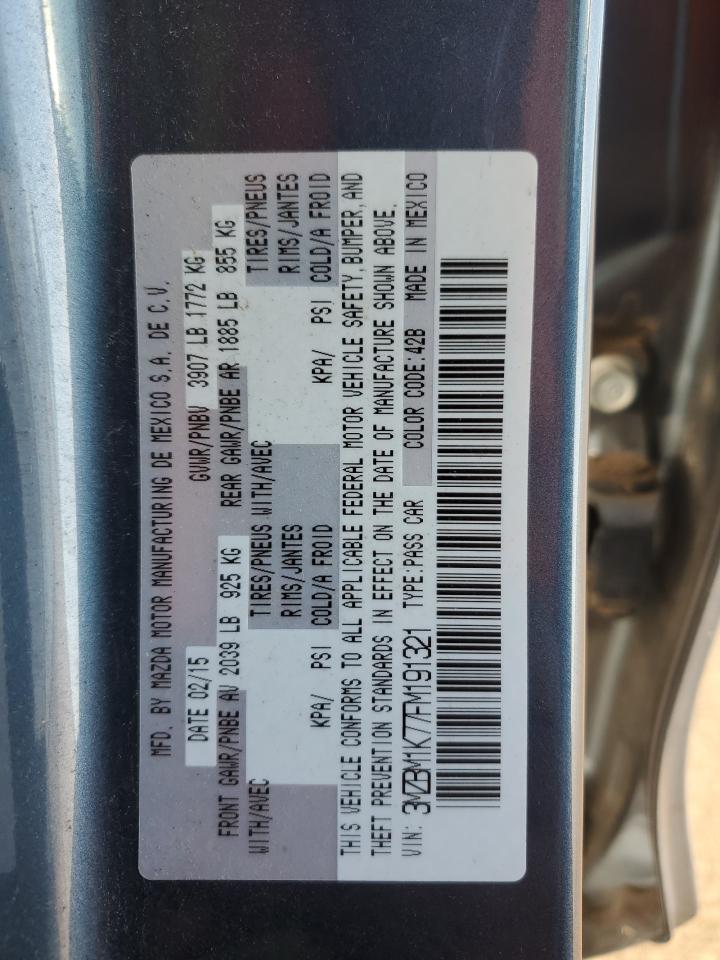 MFD. BY MAZDA MOTOR MANUFACTURING DE MEXICO S.A. DE C.V.
DATE 02/15 GVWR/PNBV 3907 LB 1772 KG
FRONT GAWR/PNBE AV 2039 LB 925 KG REAR GAWR/PNBE AR 1885 LB 855 KG
WITH/AVEC TIRES/PNEUS WITH/AVEC TIRES/PNEUS
RIMS/JANTES RIMS/JANTES
KPA/ PSI COLD/A FROID KPA/ PSI COLD/A FROID
THIS VEHICLE CONFORMS TO ALL APPLICABLE FEDERAL MOTOR VEHICLE SAFETY, BUMPER, AND
THEFT PREVENTION STANDARDS IN EFFECT ON THE DATE OF MANUFACTURE SHOWN ABOVE.
VIN: 3MZBM1K77FM191321 TYPE:PASS CAR COLOR CODE:42B MADE IN MEXICO